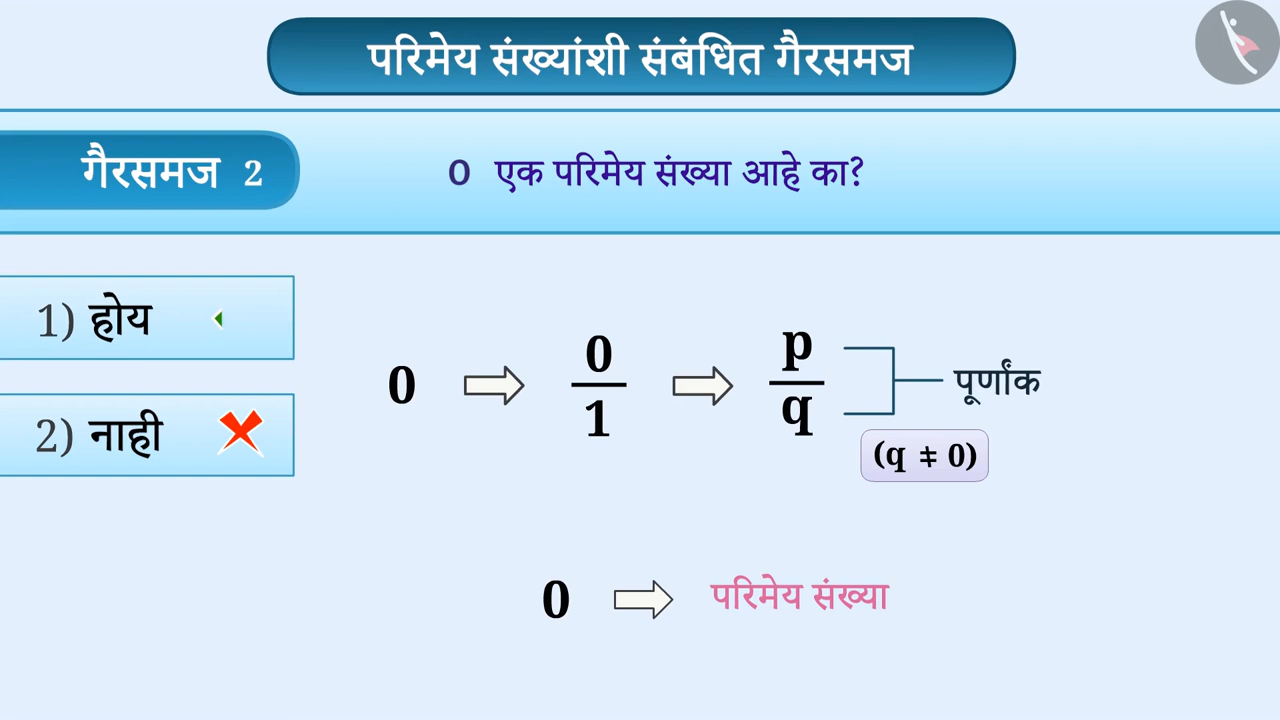 परिमेय संख्यांशी संबंधित गैरसमज
गैरसमज 2
0 एक परिमेय संख्या आहे का?
1) होय
2) नाही
0 ⇨ 0/1 ⇨ p/q पूर्णांक
(q ≠ 0)
0 ⇨ परिमेय संख्या